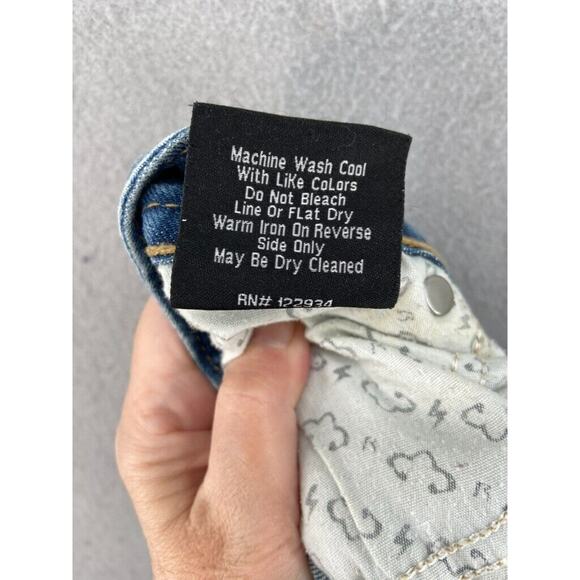 Machine Wash Cool
With Like Colors
Do Not Bleach
Line Or Flat Dry
Warm Iron On Reverse
Side Only
May Be Dry Cleaned
RN# 122934